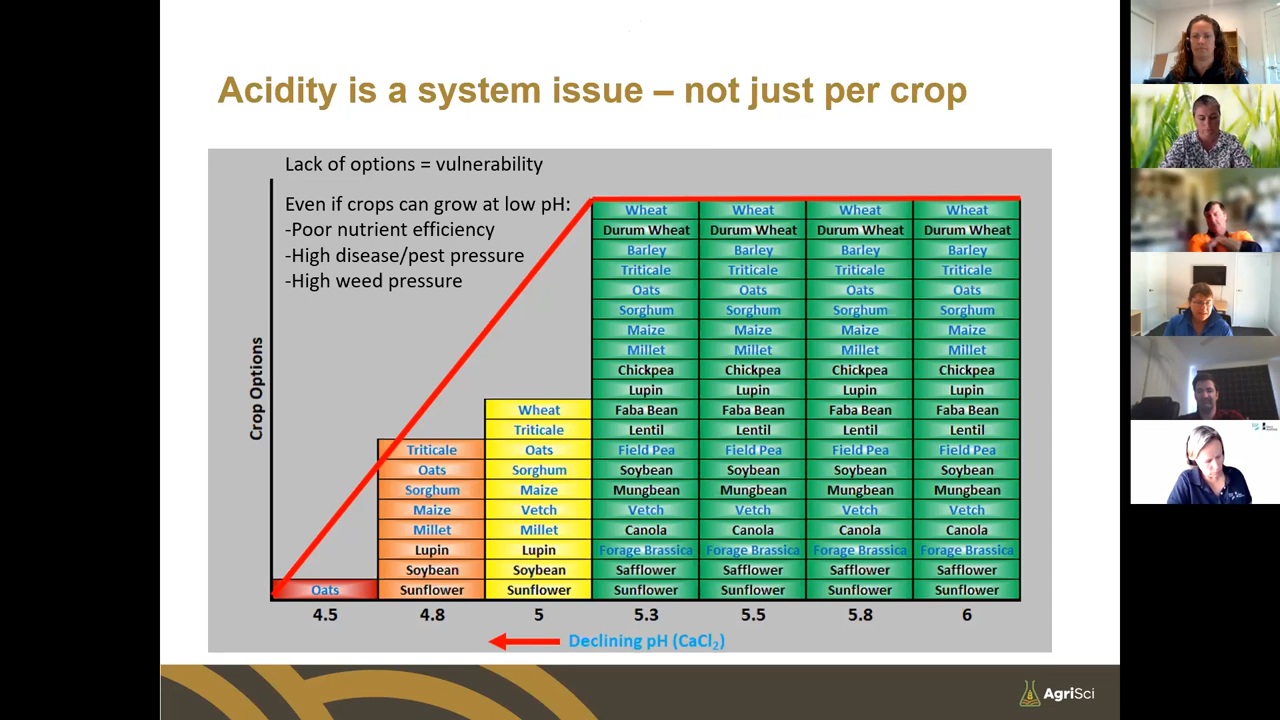 Acidity is a system issue – not just per crop
Lack of options = vulnerability
Even if crops can grow at low pH:
-Poor nutrient efficiency
-High disease/pest pressure
-High weed pressure
Crop Options
Oats
4.5
Triticale
Oats
Sorghum
Maize
Millet
Lupin
Soybean
Sunflower
4.8
Wheat
Triticale
Oats
Sorghum
Maize
Vetch
Millet
Lupin
Soybean
Sunflower
5
Wheat
Durum Wheat
Barley
Triticale
Oats
Sorghum
Maize
Millet
Chickpea
Lupin
Faba Bean
Lentil
Field Pea
Soybean
Mungbean
Vetch
Canola
Forage Brassica
Safflower
Sunflower
5.3
Wheat
Durum Wheat
Barley
Triticale
Oats
Sorghum
Maize
Millet
Chickpea
Lupin
Faba Bean
Lentil
Field Pea
Soybean
Mungbean
Vetch
Canola
Forage Brassica
Safflower
Sunflower
5.5
Wheat
Durum Wheat
Barley
Triticale
Oats
Sorghum
Maize
Millet
Chickpea
Lupin
Faba Bean
Lentil
Field Pea
Soybean
Mungbean
Vetch
Canola
Forage Brassica
Safflower
Sunflower
5.8
Wheat
Durum Wheat
Barley
Triticale
Oats
Sorghum
Maize
Millet
Chickpea
Lupin
Faba Bean
Lentil
Field Pea
Soybean
Mungbean
Vetch
Canola
Forage Brassica
Safflower
Sunflower
6
Declining pH (CaCl₂)
AgriSci